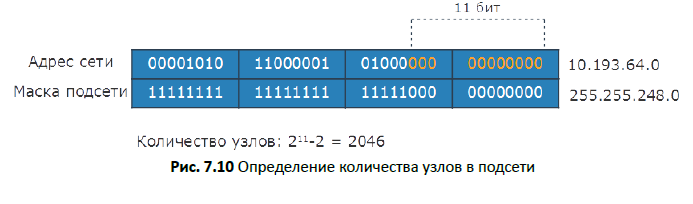 11 бит
Адрес сети 00001010 11000001 01000000 00000000 10.193.64.0
Маска подсети 11111111 11111111 11111000 00000000 255.255.248.0
Количество узлов: 2¹¹-2 = 2046
Рис. 7.10 Определение количества узлов в подсети